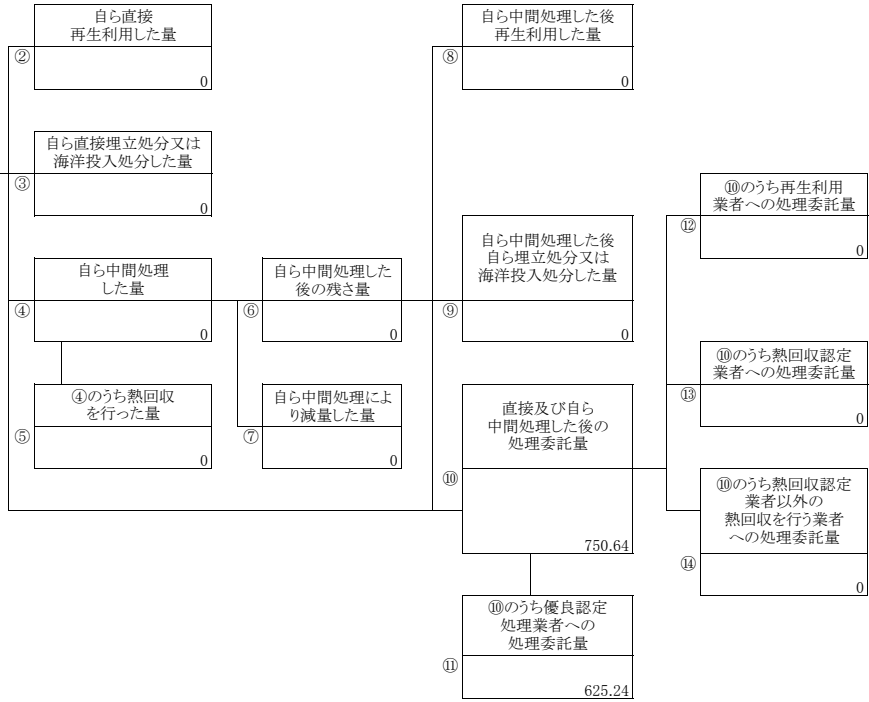 自ら直接
再生利用した量
②
0
自ら直接埋立処分又は
海洋投入処分した量
③
0
自ら中間処理
した量
④
0
④のうち熱回収
を行った量
⑤
0
自ら中間処理した
後の残さ量
⑥
0
自ら中間処理によ
り減量した量
⑦
0
自ら中間処理した後
再生利用した量
⑧
0
自ら中間処理した後
自ら埋立処分又は
海洋投入処分した量
⑨
0
直接及び自ら
中間処理した後の
処理委託量
⑩
750.64
⑩のうち優良認定
処理業者への
処理委託量
⑪
625.24
⑩のうち再生利用
業者への処理委託量
⑫
0
⑩のうち熱回収認定
業者への処理委託量
⑬
0
⑩のうち熱回収認定
業者以外の
熱回収を行う業者
への処理委託量
⑭
0